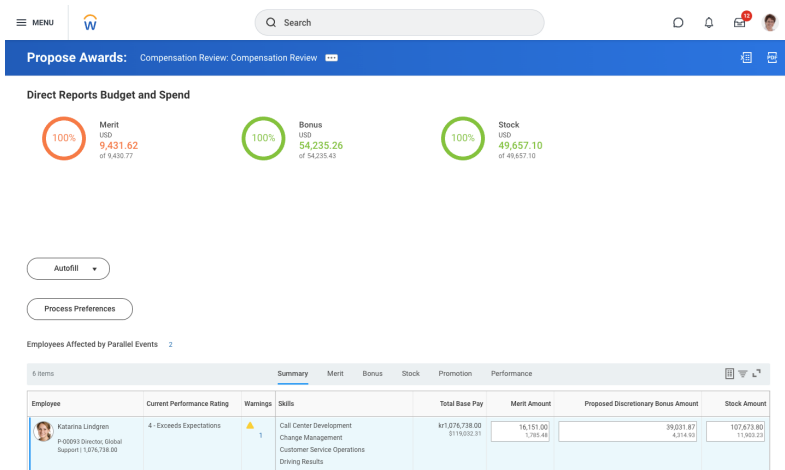 MENU
Search
12
Propose Awards: Compensation Review: Compensation Review
PDF
Direct Reports Budget and Spend
100%
Merit
USD
9,431.62
of 9,430.77
100%
Bonus
USD
54,235.26
of 54,235.43
100%
Stock
USD
49,657.10
of 49,657.10
Autofill
Process Preferences
Employees Affected by Parallel Events 2
6 items Summary Merit Bonus Stock Promotion Performance
Employee Current Performance Rating Warnings Skills Total Base Pay Merit Amount Proposed Discretionary Bonus Amount Stock Amount
Katarina Lindgren
P-00093 Director, Global
Support | 1,076,738.00
4 - Exceeds Expectations
1
Call Center Development
Change Management
Customer Service Operations
Driving Results
kr1,076,738.00
$119,032.31
16,151.00
1,785.48
39,031.87
4,314.93
107,673.80
11,903.23